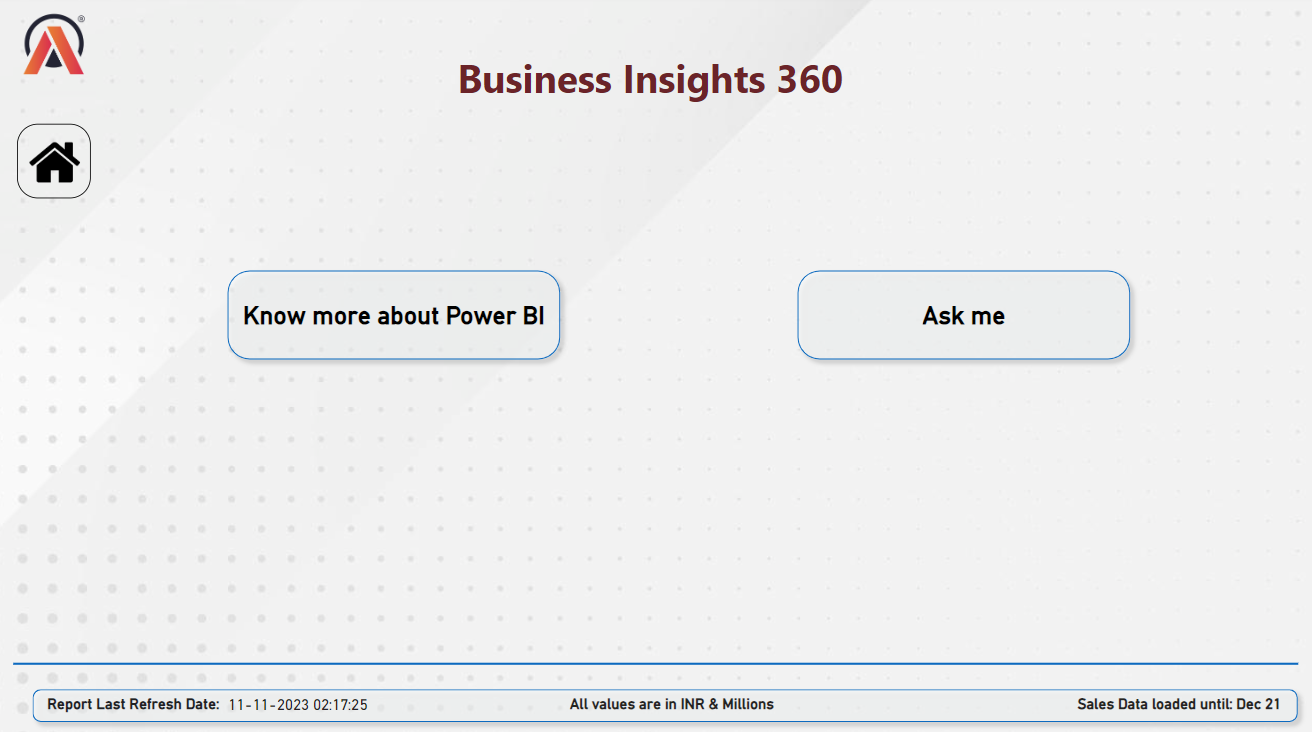 ®
Business Insights 360
Know more about Power BI
Ask me
Report Last Refresh Date: 11-11-2023 02:17:25
All values are in INR & Millions
Sales Data loaded until: Dec 21